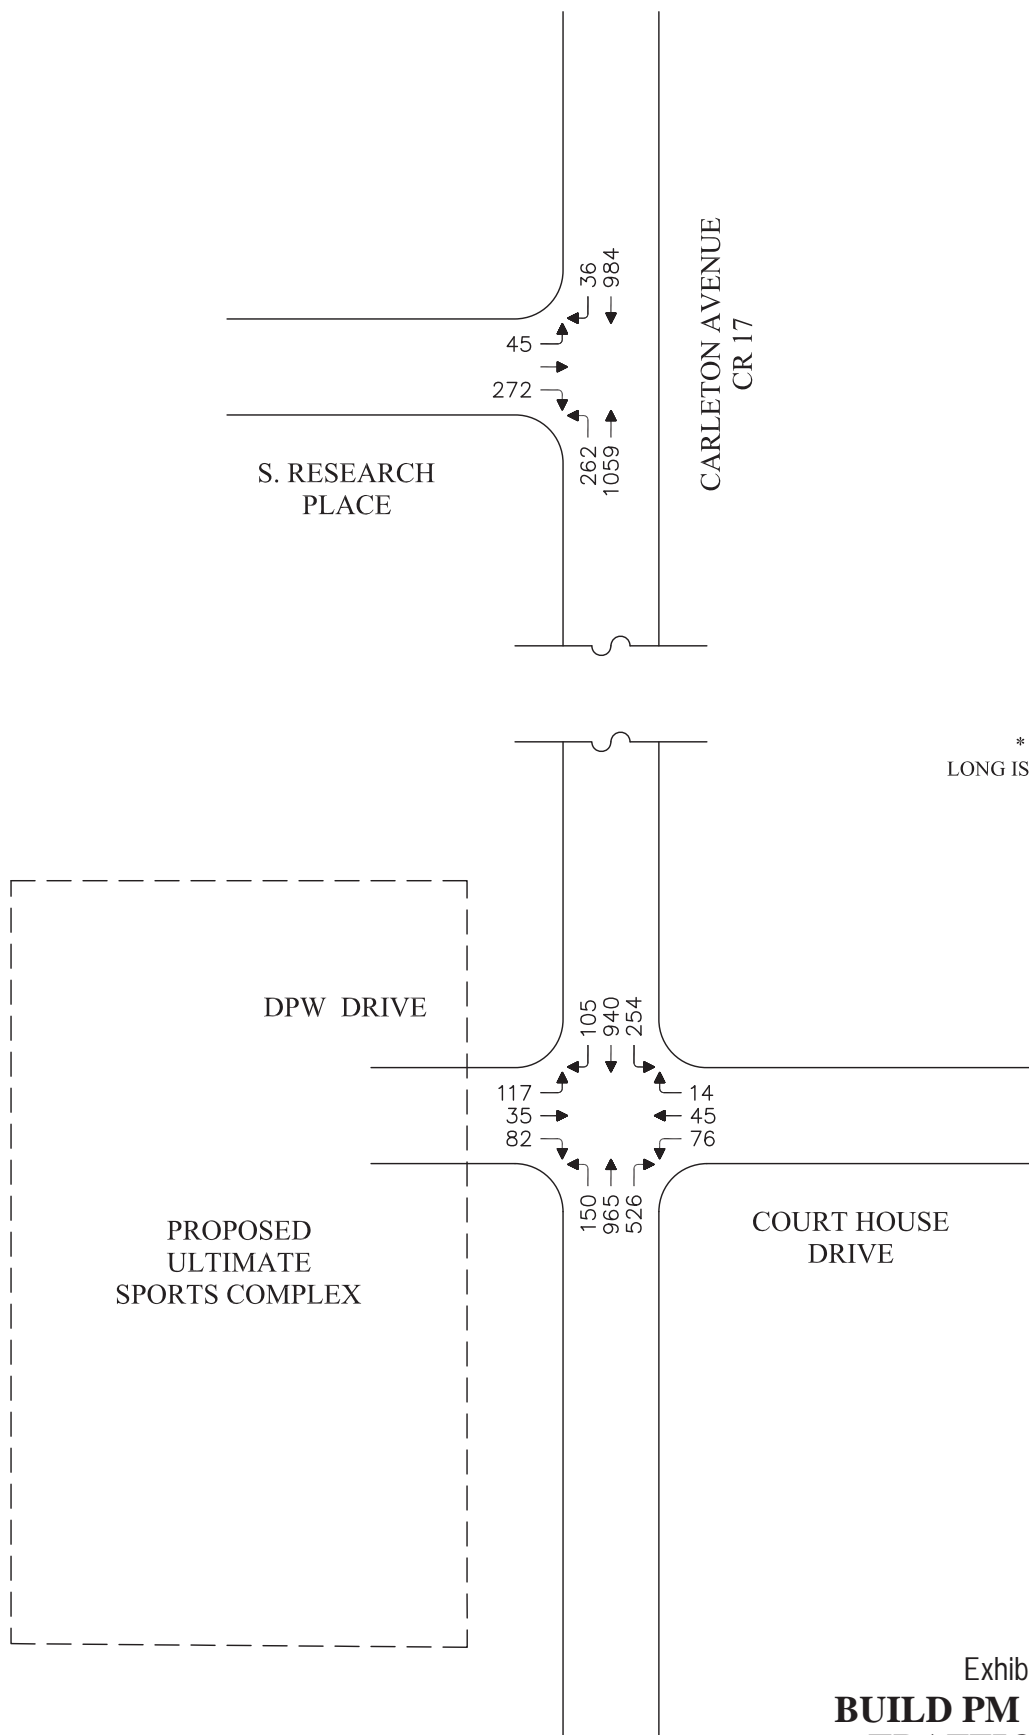 36
984
45
272
262
1059
CARLETON AVENUE
CR 17
S. RESEARCH
PLACE
*
LONG IS
DPW DRIVE
105
940
254
117
35
82
14
45
76
150
965
526
PROPOSED
ULTIMATE
SPORTS COMPLEX
COURT HOUSE
DRIVE
Exhib
BUILD PM